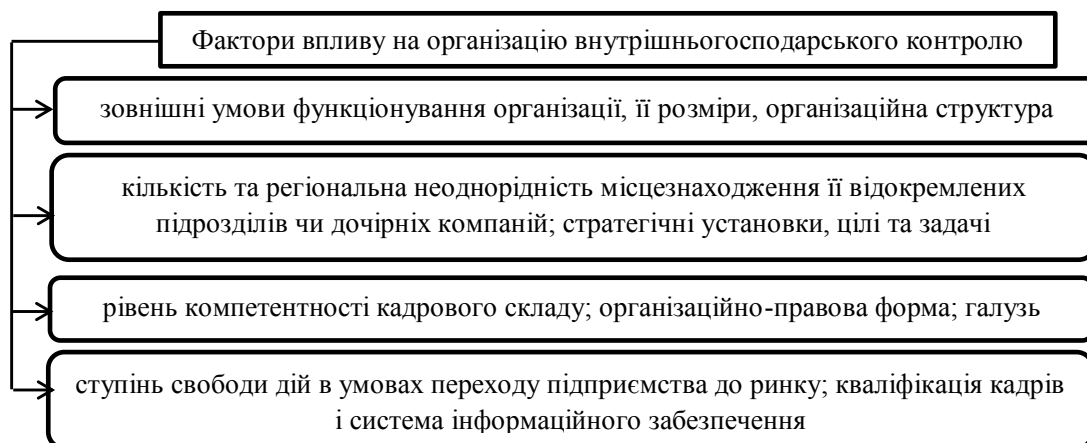 Фактори впливу на організацію внутрішньогосподарського контролю
зовнішні умови функціонування організації, її розміри, організаційна структура
кількість та регіональна неоднорідність місцезнаходження її відокремлених
підрозділів чи дочірніх компаній; стратегічні установки, цілі та задачі
рівень компетентності кадрового складу; організаційно-правова форма; галузь
ступінь свободи дій в умовах переходу підприємства до ринку; кваліфікація кадрів
і система інформаційного забезпечення